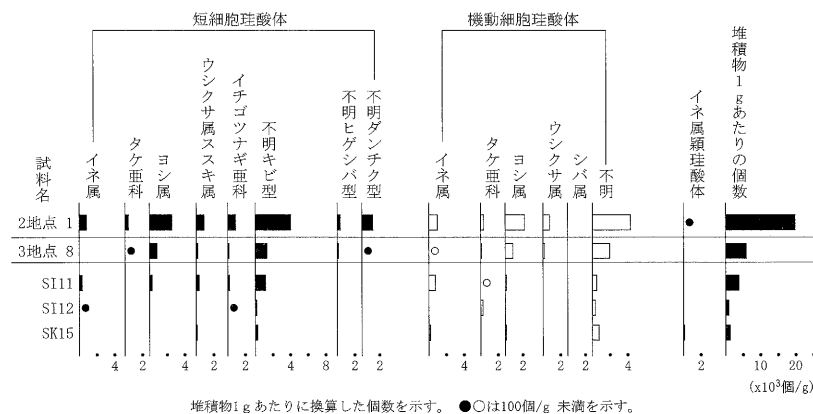 短細胞珪酸体
機動細胞珪酸体
試料名
イネ属
タケ亜科
ヨシ属
ウシクサ属ススキ属
イチゴツナギ亜科
不明キビ型
不明ヒゲシバ型
不明ダンチク型
イネ属
タケ亜科
ヨシ属
ウシクサ属
シバ属
不明
イネ属穎珪酸体
堆積物1gあたりの個数
2地点 1
3地点 8
SI11
SI12
SK15
4 2 4 2 2 4 8 2 2 4 2 4 2 2 4 2 10 20
(x10³個/g)
堆積物1gあたりに換算した個数を示す。 ●○は100個/g 未満を示す。